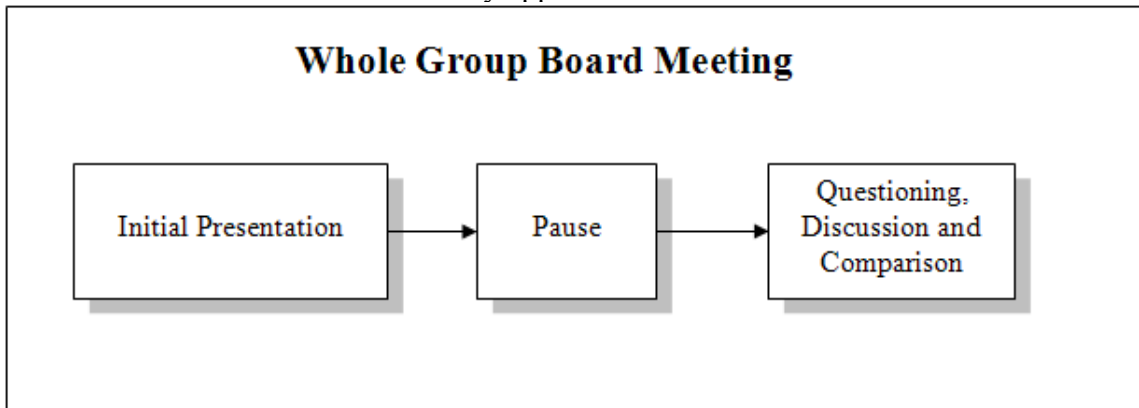 Whole Group Board Meeting
Initial Presentation
Pause
Questioning,
Discussion and
Comparison